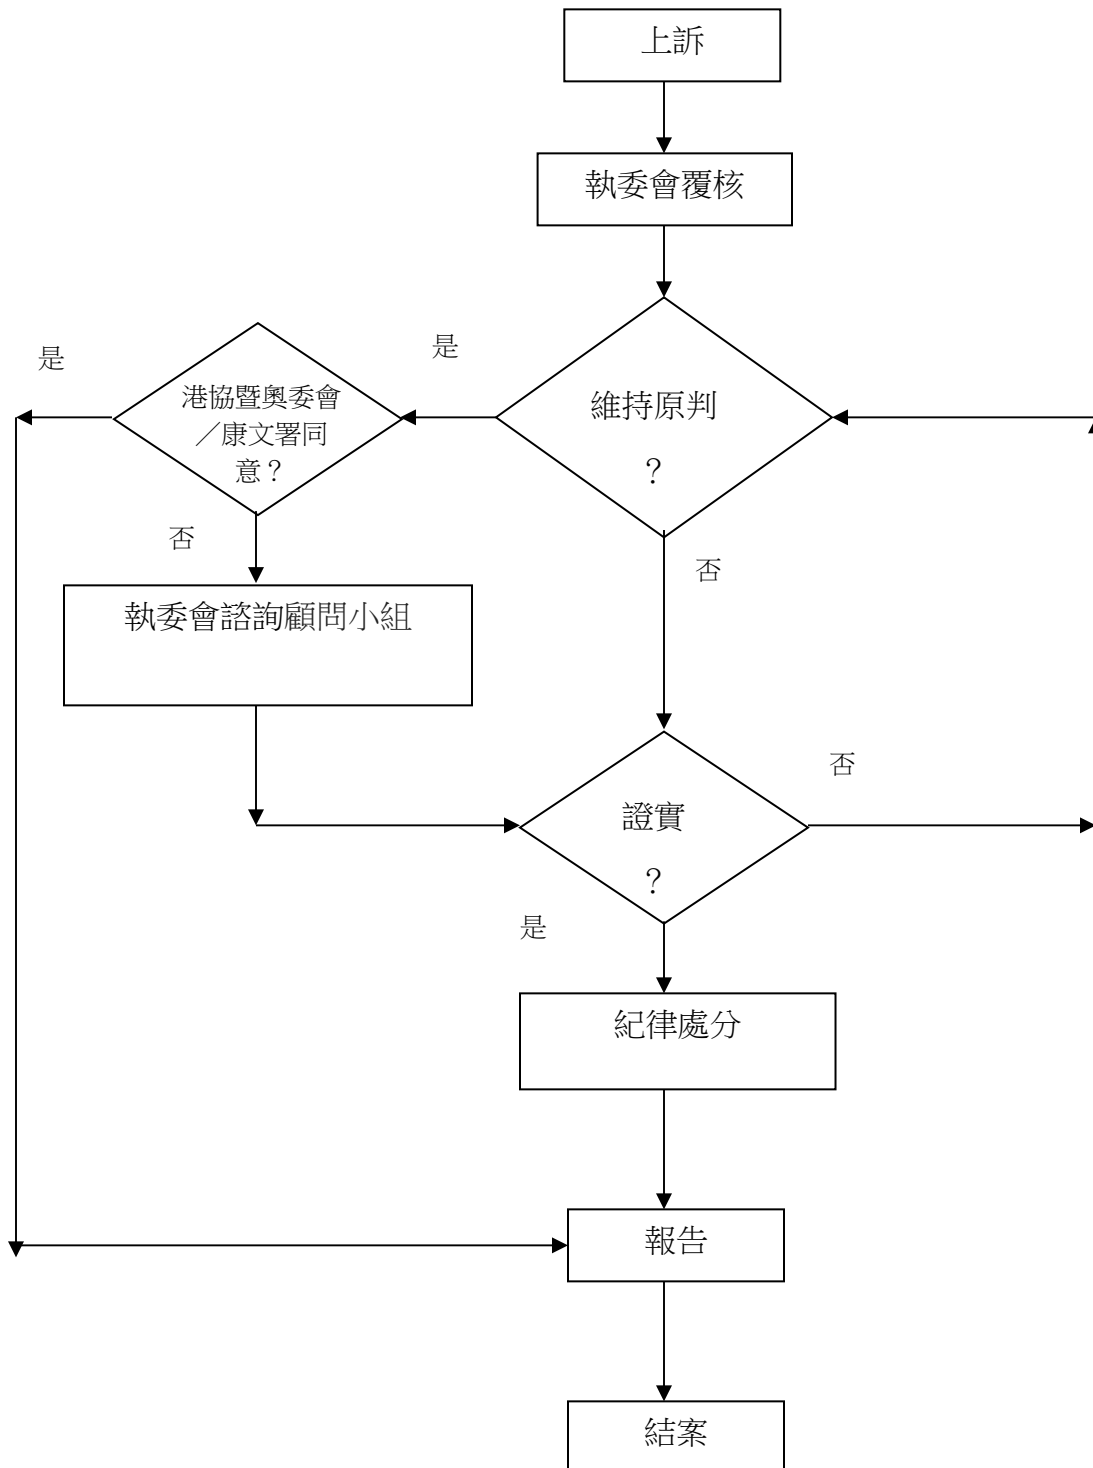 上訴
執委會覆核
是
是
港協暨奧委會
／康文署同
意？
維持原判
？
否
否
執委會諮詢顧問小組
否
證實
？
是
紀律處分
報告
結案